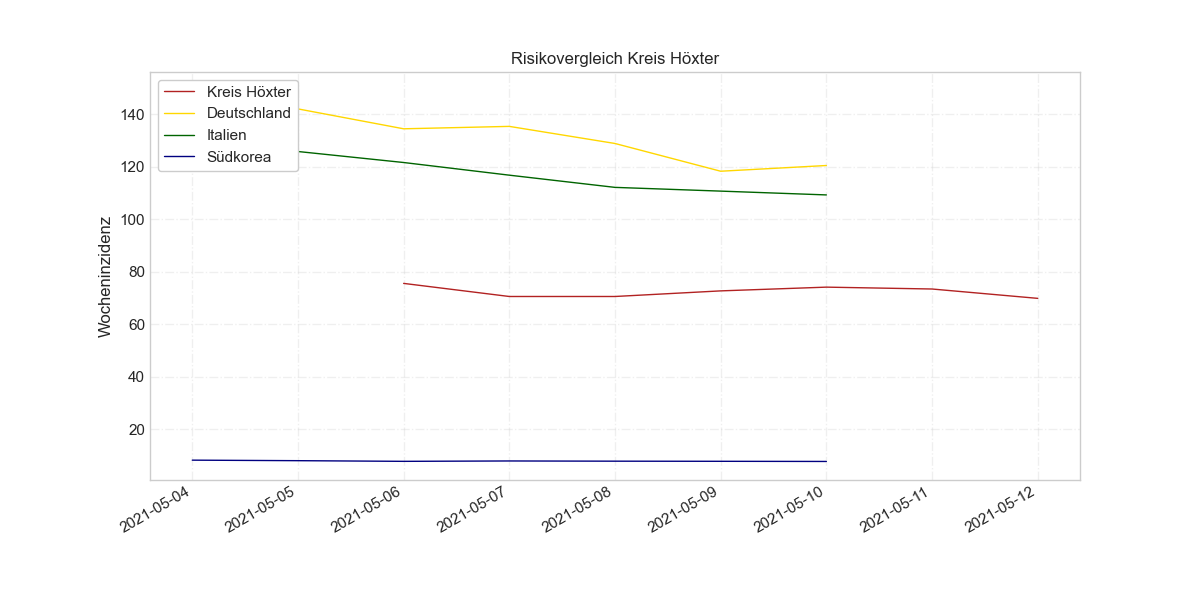 Risikovergleich Kreis Höxter
Kreis Höxter
Deutschland
Italien
Südkorea
Wocheninzidenz
140
120
100
80
60
40
20
2021-05-04
2021-05-05
2021-05-06
2021-05-07
2021-05-08
2021-05-09
2021-05-10
2021-05-11
2021-05-12